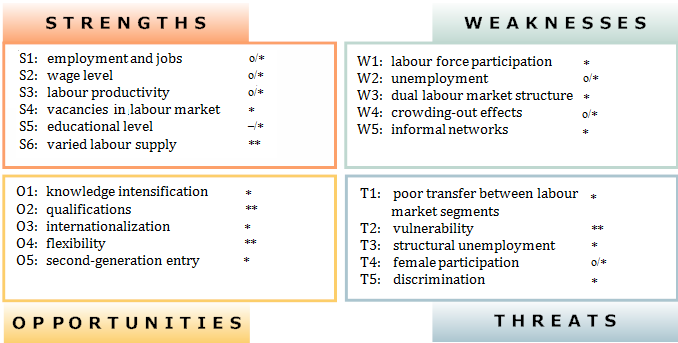 STRENGTHS
S1: employment and jobs o/*
S2: wage level o/*
S3: labour productivity o/*
S4: vacancies in labour market *
S5: educational level –/*
S6: varied labour supply **
WEAKNESSES
W1: labour force participation *
W2: unemployment o/*
W3: dual labour market structure *
W4: crowding-out effects o/*
W5: informal networks *
O1: knowledge intensification *
O2: qualifications **
O3: internationalization *
O4: flexibility **
O5: second-generation entry *
OPPORTUNITIES
T1: poor transfer between labour *
market segments
T2: vulnerability **
T3: structural unemployment *
T4: female participation o/*
T5: discrimination *
THREATS